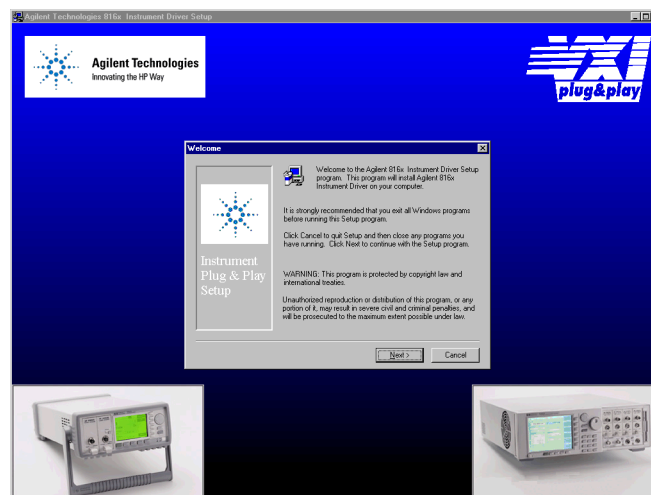 Agilent Technologies 816x Instrument Driver Setup
Agilent Technologies
Innovating the HP Way
VXI
plug&play
Welcome
Welcome to the Agilent 816x Instrument Driver Setup
program. This program will install Agilent 816x
Instrument Driver on your computer.
It is strongly recommended that you exit all Windows programs
before running this Setup program.
Click Cancel to quit Setup and then close any programs you
have running. Click Next to continue with the Setup program.
WARNING: This program is protected by copyright law and
international treaties.
Unauthorized reproduction or distribution of this program, or any
portion of it, may result in severe civil and criminal penalties, and
will be prosecuted to the maximum extent possible under law.
Instrument
Plug & Play
Setup
Next >
Cancel